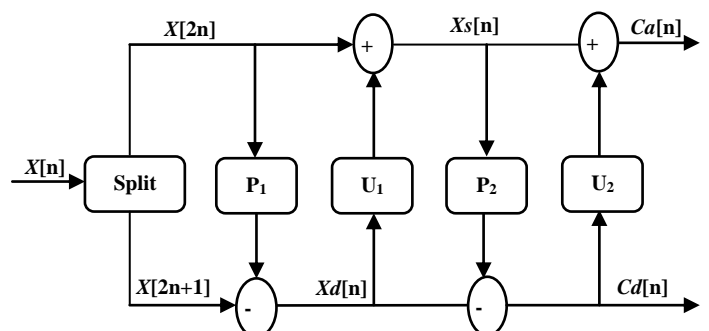 X[2n]
+
Xs[n]
+
Ca[n]
X[n]
Split
P₁
U₁
P₂
U₂
X[2n+1]
-
Xd[n]
-
Cd[n]